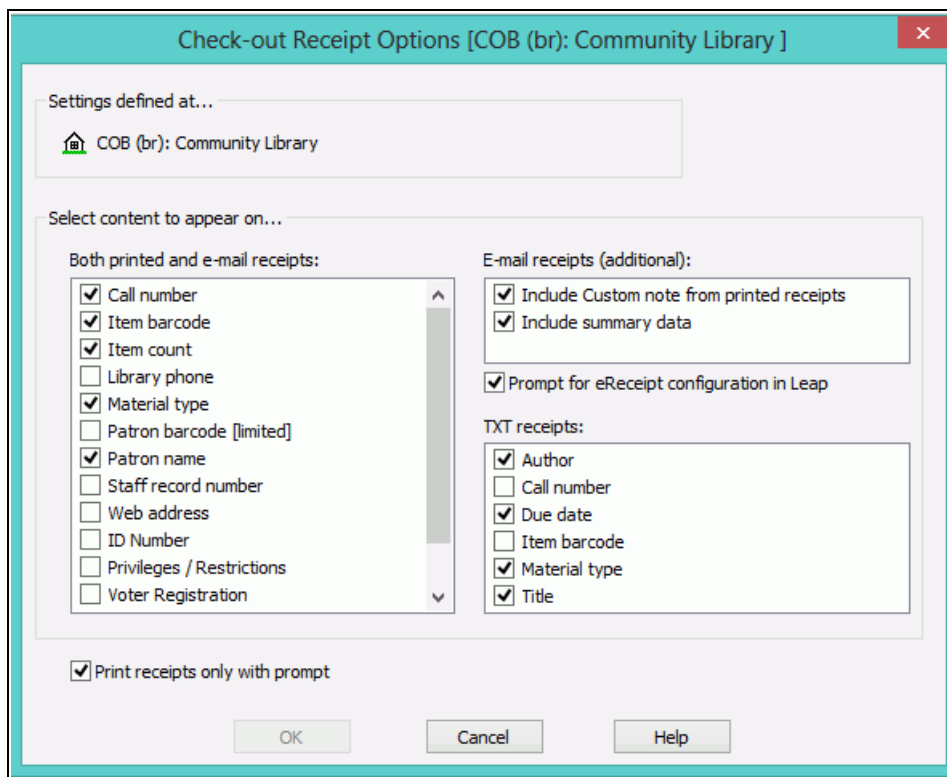 Check-out Receipt Options [COB (br): Community Library ]
Settings defined at...
COB (br): Community Library
Select content to appear on...
Both printed and e-mail receipts:
Call number
Item barcode
Item count
Library phone
Material type
Patron barcode [limited]
Patron name
Staff record number
Web address
ID Number
Privileges / Restrictions
Voter Registration
E-mail receipts (additional):
Include Custom note from printed receipts
Include summary data
Prompt for eReceipt configuration in Leap
TXT receipts:
Author
Call number
Due date
Item barcode
Material type
Title
Print receipts only with prompt
OK
Cancel
Help